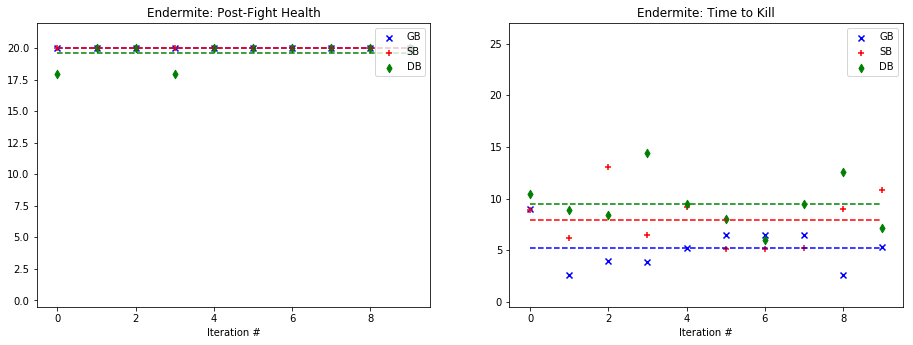 Endermite: Post-Fight Health
20.0
17.5
15.0
12.5
10.0
7.5
5.0
2.5
0.0
0 2 4 6 8
Iteration #
GB
SB
DB
Endermite: Time to Kill
25
20
15
10
5
0
0 2 4 6 8
Iteration #
GB
SB
DB